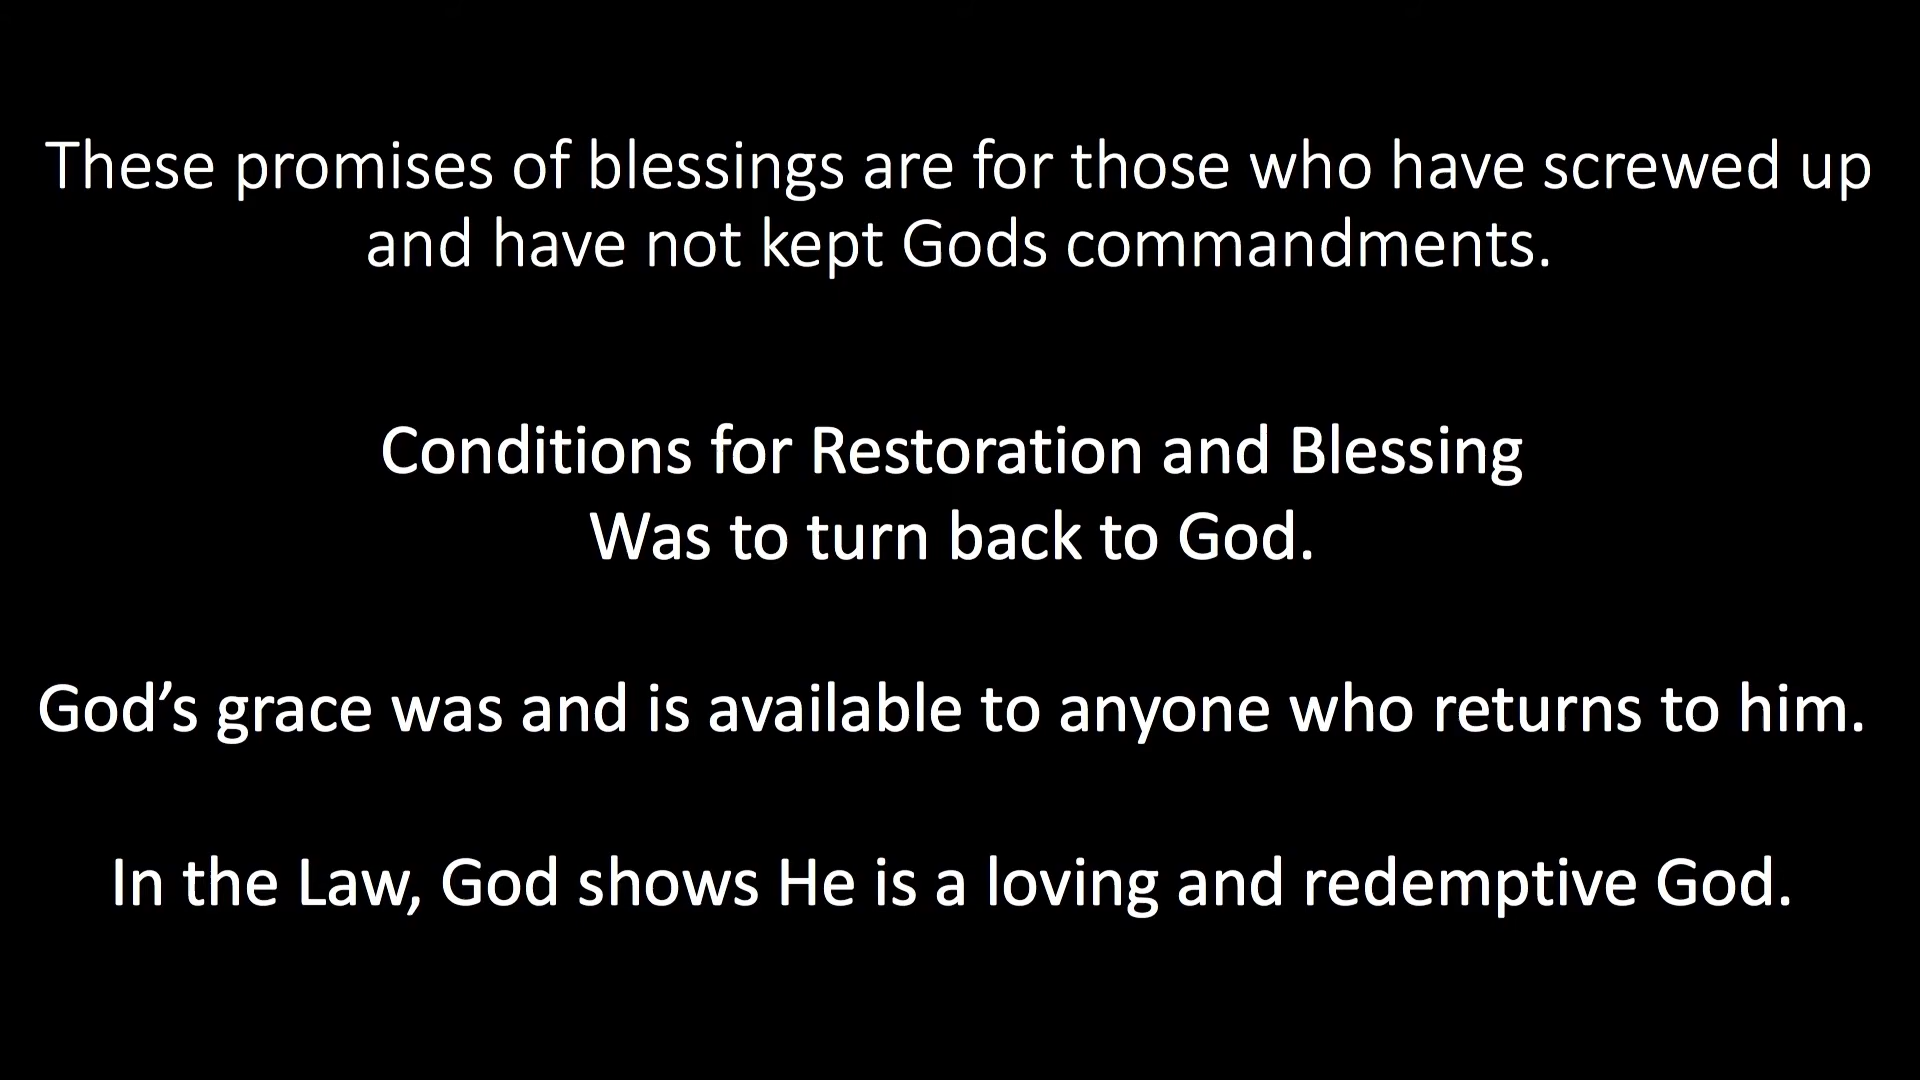 These promises of blessings are for those who have screwed up
and have not kept Gods commandments.
Conditions for Restoration and Blessing
Was to turn back to God.
God’s grace was and is available to anyone who returns to him.
In the Law, God shows He is a loving and redemptive God.